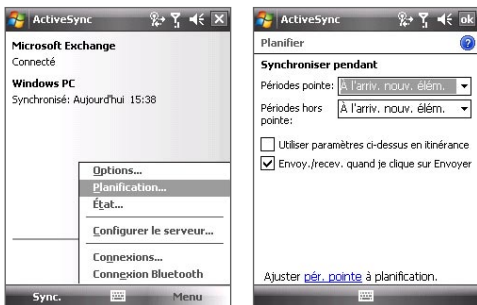 ActiveSync
Microsoft Exchange
Connecté
Windows PC
Synchronisé: Aujourd'hui 15:38
Options...
Planification...
État...
Configurer le serveur...
Connexions...
Connexion Bluetooth
Sync.
Menu
ActiveSync
ok
Planifier
?
Synchroniser pendant
Périodes pointe: À l'arriv. nouv. élém.
Périodes hors pointe: À l'arriv. nouv. élém.
Utiliser paramètres ci-dessus en itinérance
Envoy./recev. quand je clique sur Envoyer
Ajuster pér. pointe à planification.